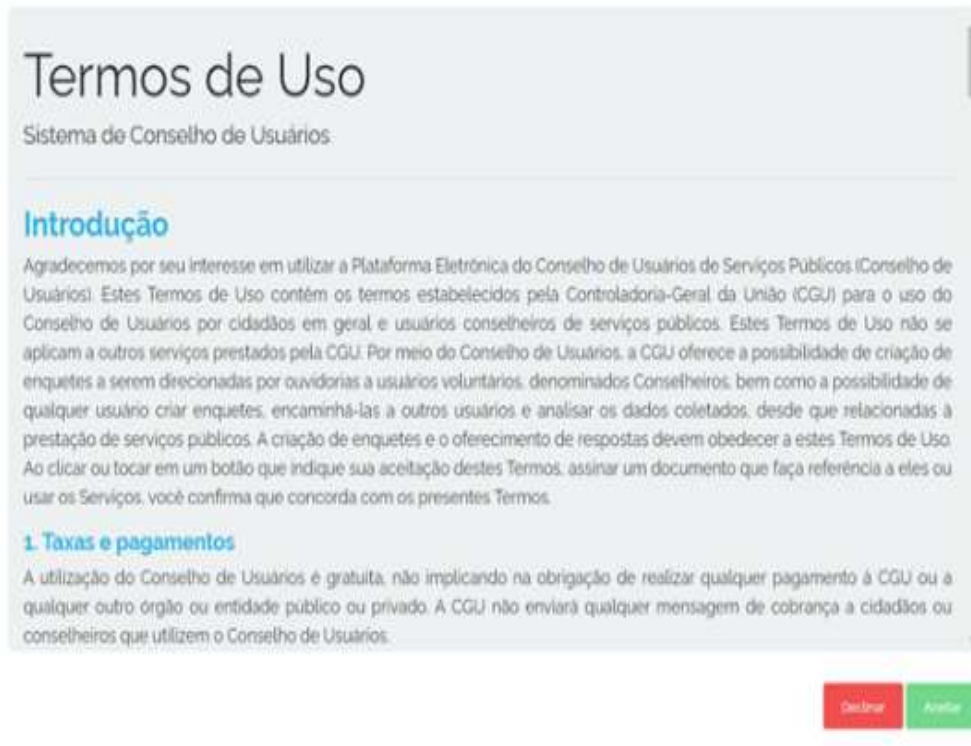 Termos de Uso
Sistema de Conselho de Usuários
Introdução
Agradecemos por seu interesse em utilizar a Plataforma Eletrônica do Conselho de Usuários de Serviços Públicos (Conselho de
Usuários). Estes Termos de Uso contêm os termos estabelecidos pela Controladoria-Geral da União (CGU) para o uso do
Conselho de Usuários por cidadãos em geral e usuários conselheiros de serviços públicos. Estes Termos de Uso não se
aplicam a outros serviços prestados pela CGU. Por meio do Conselho de Usuários, a CGU oferece a possibilidade de criação de
enquetes a serem direcionadas por ouvidorias a usuários voluntários, denominados Conselheiros, bem como a possibilidade de
qualquer usuário criar enquetes, encaminhá-las a outros usuários e analisar os dados coletados, desde que relacionadas à
prestação de serviços públicos. A criação de enquetes e o oferecimento de respostas devem obedecer a estes Termos de Uso.
Ao clicar ou tocar em um botão que indique sua aceitação destes Termos, assinar um documento que faça referência a eles ou
usar os Serviços, você confirma que concorda com os presentes Termos.
1. Taxas e pagamentos
A utilização do Conselho de Usuários é gratuita, não implicando na obrigação de realizar qualquer pagamento à CGU ou a
qualquer outro órgão ou entidade público ou privado. A CGU não enviará qualquer mensagem de cobrança a cidadãos ou
conselheiros que utilizem o Conselho de Usuários.
Declinar Aceitar